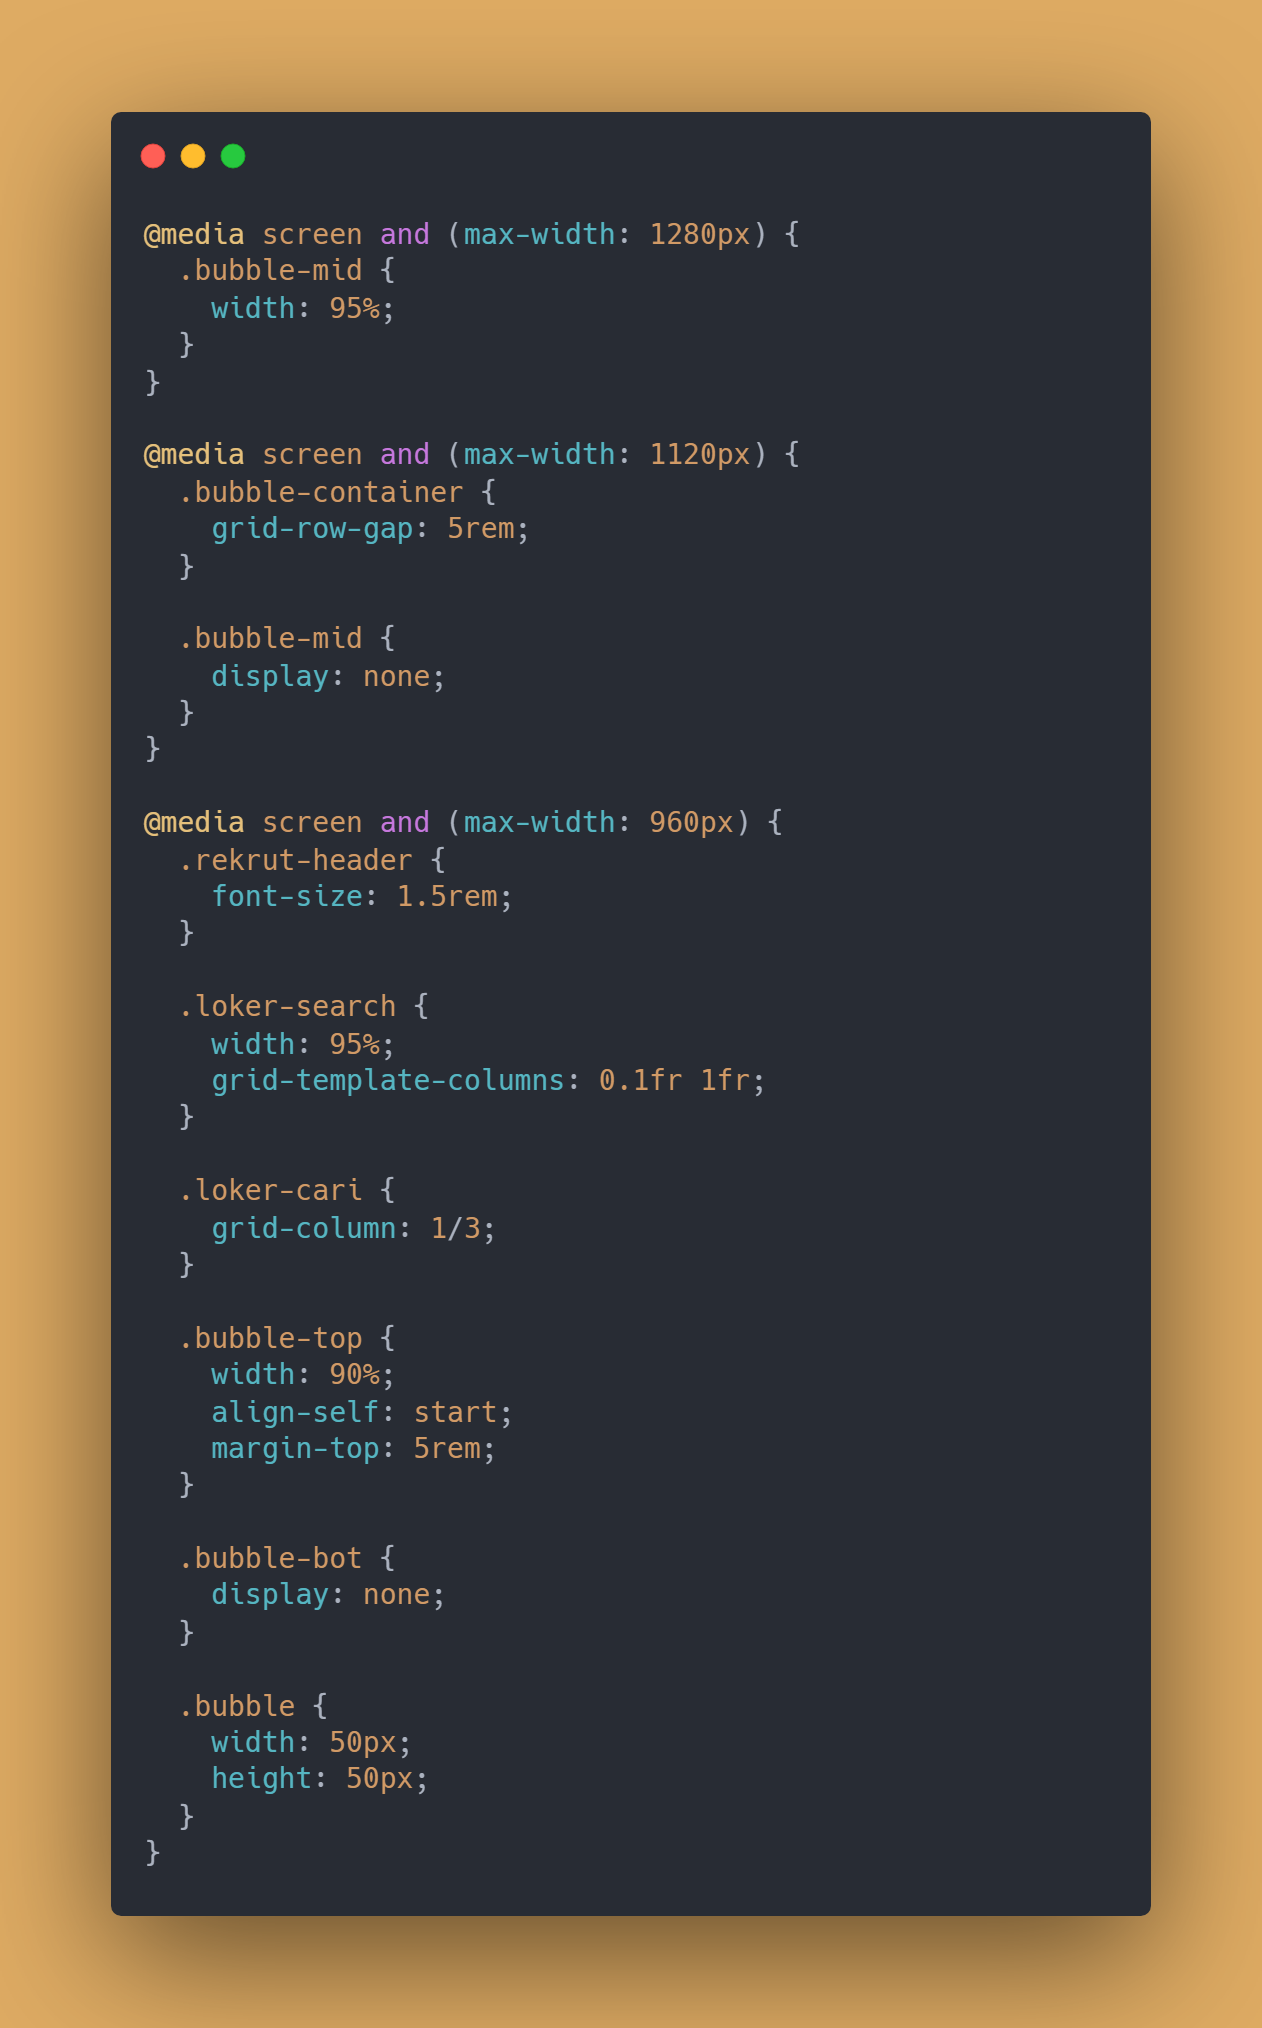 @media screen and (max-width: 1280px) {
  .bubble-mid {
    width: 95%;
  }
}

@media screen and (max-width: 1120px) {
  .bubble-container {
    grid-row-gap: 5rem;
  }

  .bubble-mid {
    display: none;
  }
}

@media screen and (max-width: 960px) {
  .rekrut-header {
    font-size: 1.5rem;
  }

  .loker-search {
    width: 95%;
    grid-template-columns: 0.1fr 1fr;
  }

  .loker-cari {
    grid-column: 1/3;
  }

  .bubble-top {
    width: 90%;
    align-self: start;
    margin-top: 5rem;
  }

  .bubble-bot {
    display: none;
  }

  .bubble {
    width: 50px;
    height: 50px;
  }
}